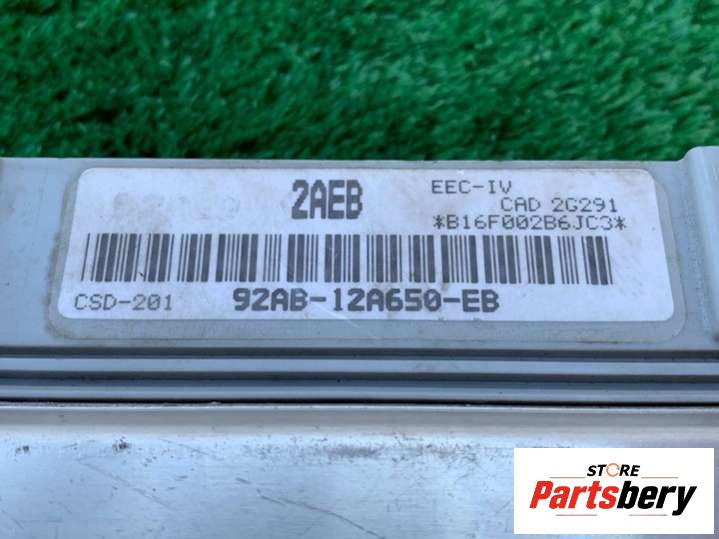 2AEB
EEC-IV
CAD 2G291
*B16F002B6JC3*
CSD-201
92AB-12A650-EB
STORE
Partsbery